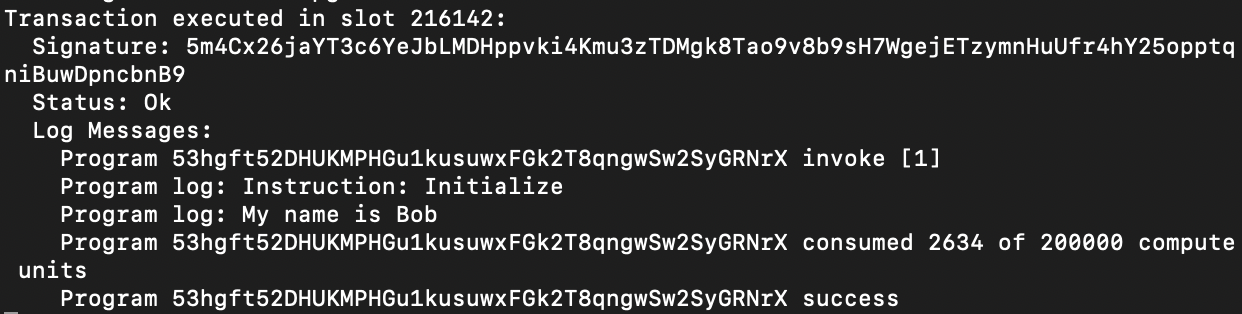 Transaction executed in slot 216142:
  Signature: 5m4Cx26jaYT3c6YeJbLMDHppvki4Kmu3zTDMgk8Tao9v8b9sH7WgejETzymnHuUfr4hY25opptq
niBuwDpncbnB9
  Status: Ok
  Log Messages:
    Program 53hgft52DHUKMPHGu1kusuwxFGk2T8qngwSw2SyGRNrX invoke [1]
    Program log: Instruction: Initialize
    Program log: My name is Bob
    Program 53hgft52DHUKMPHGu1kusuwxFGk2T8qngwSw2SyGRNrX consumed 2634 of 200000 compute
 units
    Program 53hgft52DHUKMPHGu1kusuwxFGk2T8qngwSw2SyGRNrX success